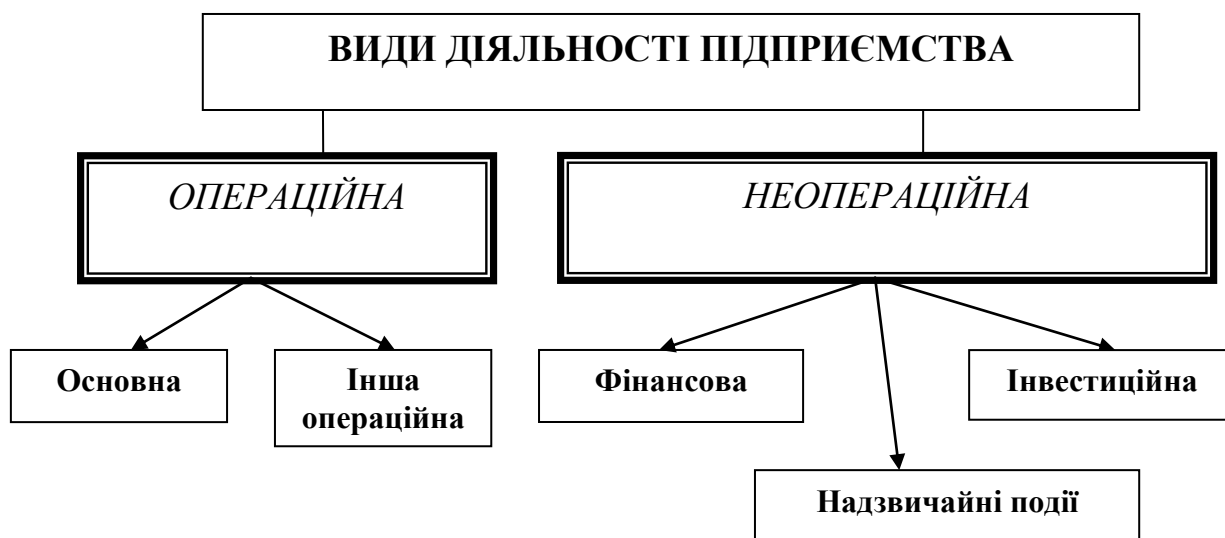 ВИДИ ДІЯЛЬНОСТІ ПІДПРИЄМСТВА
ОПЕРАЦІЙНА
НЕОПЕРАЦІЙНА
Основна
Інша
операційна
Фінансова
Інвестиційна
Надзвичайні події